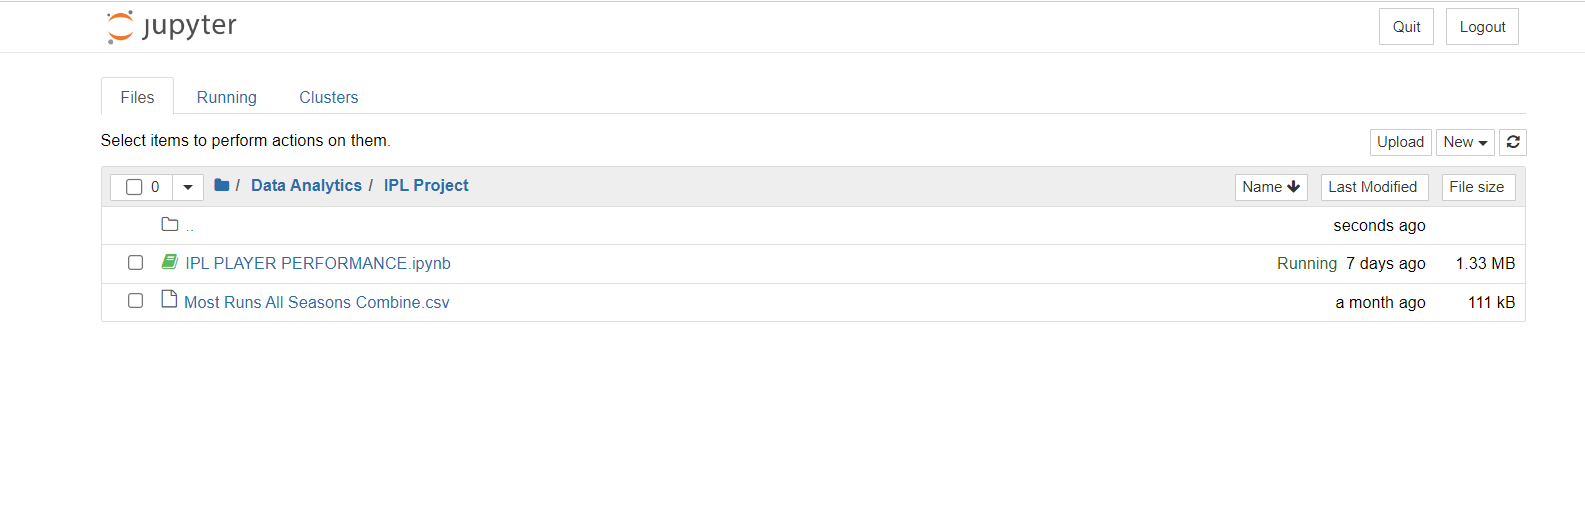 jupyter
Quit Logout
Files Running Clusters
Select items to perform actions on them.
Upload New
0 / Data Analytics / IPL Project Name Last Modified File size
.. seconds ago
IPL PLAYER PERFORMANCE.ipynb Running 7 days ago 1.33 MB
Most Runs All Seasons Combine.csv a month ago 111 kB